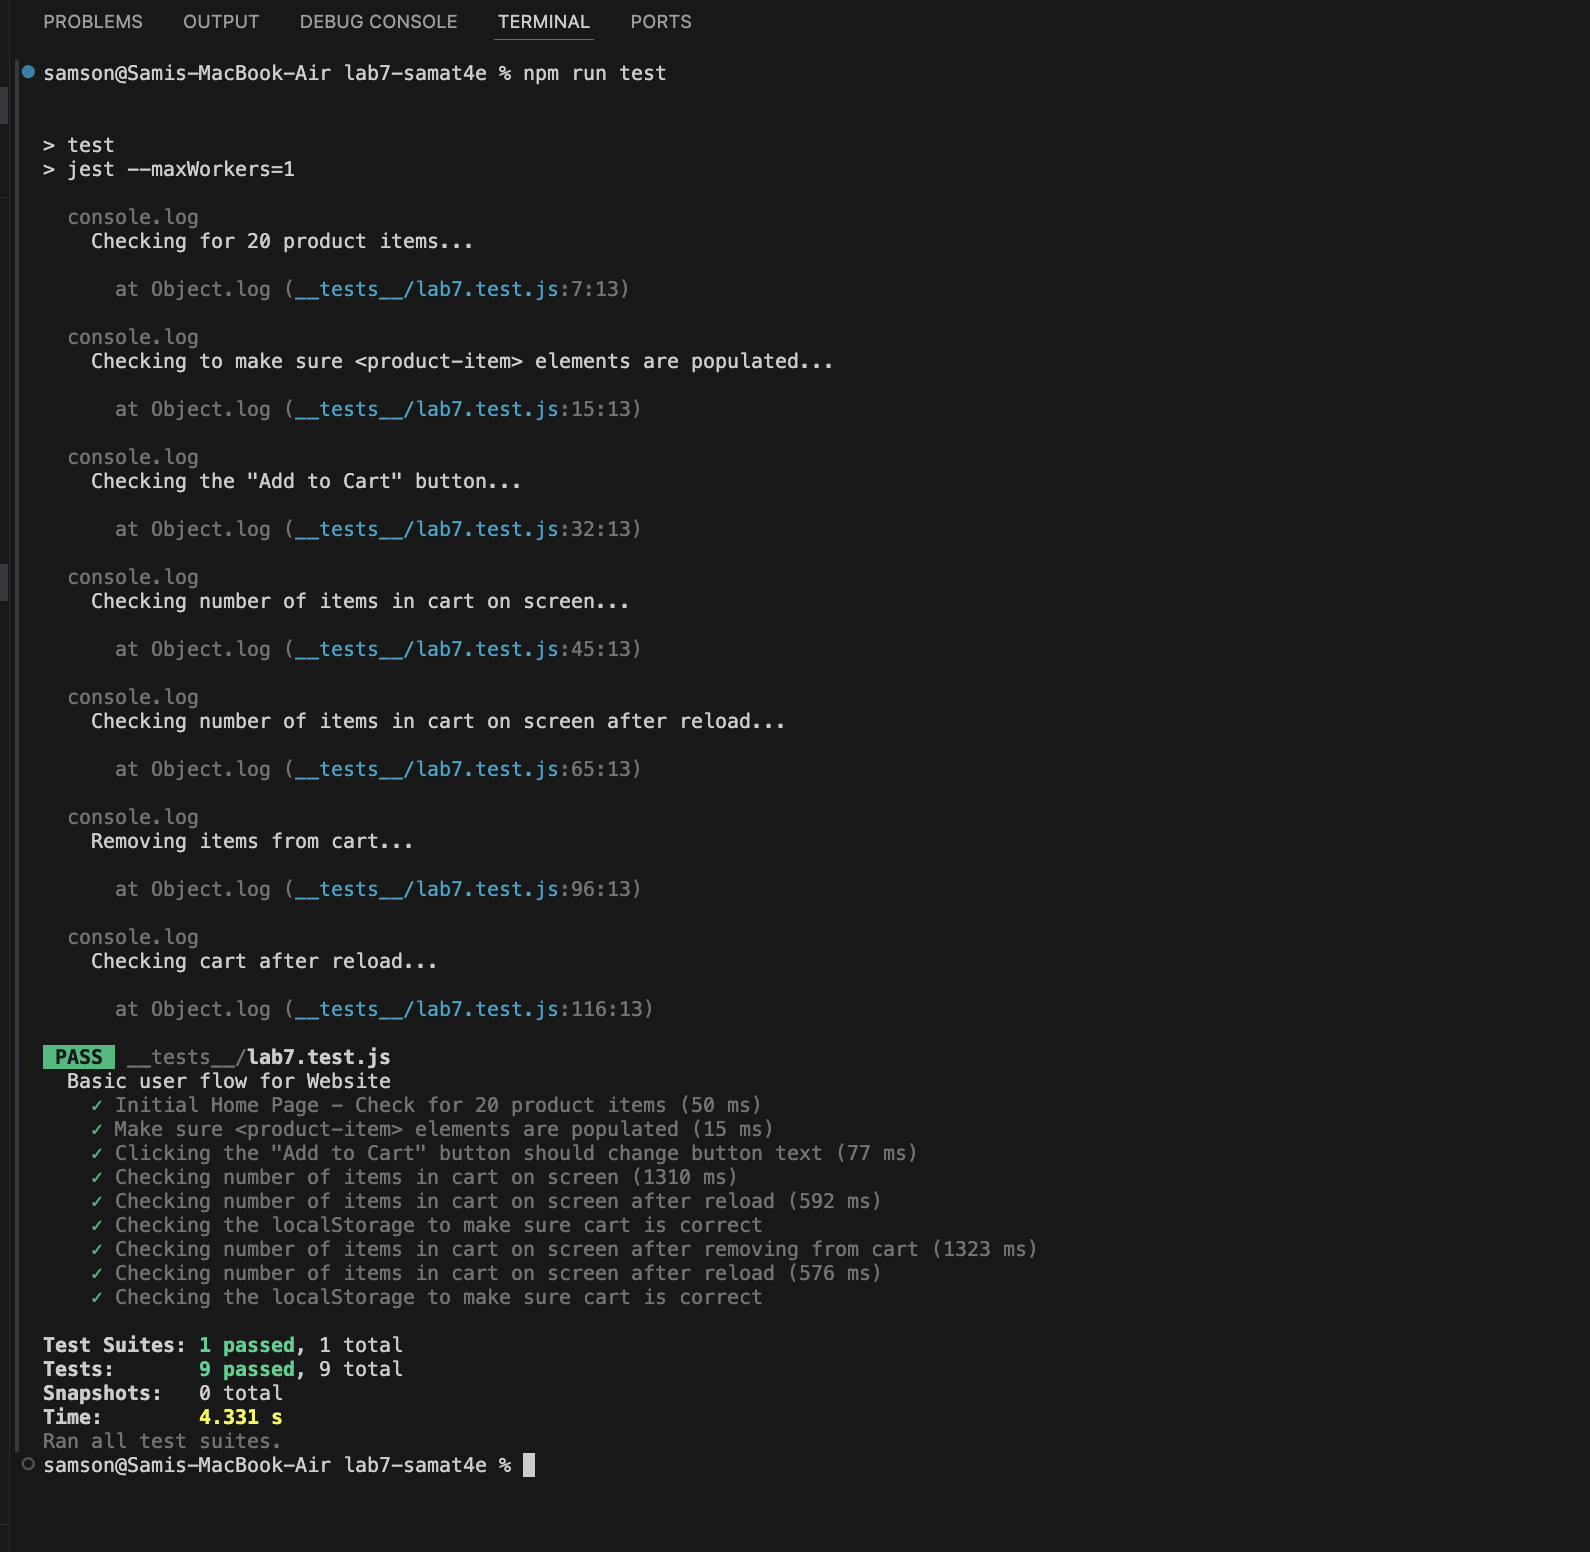 PROBLEMS OUTPUT DEBUG CONSOLE TERMINAL PORTS
samson@Samis-MacBook-Air lab7-samat4e % npm run test
> test
> jest --maxWorkers=1
console.log
Checking for 20 product items...
at Object.log (__tests__/lab7.test.js:7:13)
console.log
Checking to make sure <product-item> elements are populated...
at Object.log (__tests__/lab7.test.js:15:13)
console.log
Checking the "Add to Cart" button...
at Object.log (__tests__/lab7.test.js:32:13)
console.log
Checking number of items in cart on screen...
at Object.log (__tests__/lab7.test.js:45:13)
console.log
Checking number of items in cart on screen after reload...
at Object.log (__tests__/lab7.test.js:65:13)
console.log
Removing items from cart...
at Object.log (__tests__/lab7.test.js:96:13)
console.log
Checking cart after reload...
at Object.log (__tests__/lab7.test.js:116:13)
PASS __tests__/lab7.test.js
Basic user flow for Website
✓ Initial Home Page - Check for 20 product items (50 ms)
✓ Make sure <product-item> elements are populated (15 ms)
✓ Clicking the "Add to Cart" button should change button text (77 ms)
✓ Checking number of items in cart on screen (1310 ms)
✓ Checking number of items in cart on screen after reload (592 ms)
✓ Checking the localStorage to make sure cart is correct
✓ Checking number of items in cart on screen after removing from cart (1323 ms)
✓ Checking number of items in cart on screen after reload (576 ms)
✓ Checking the localStorage to make sure cart is correct
Test Suites: 1 passed, 1 total
Tests: 9 passed, 9 total
Snapshots: 0 total
Time: 4.331 s
Ran all test suites.
samson@Samis-MacBook-Air lab7-samat4e %